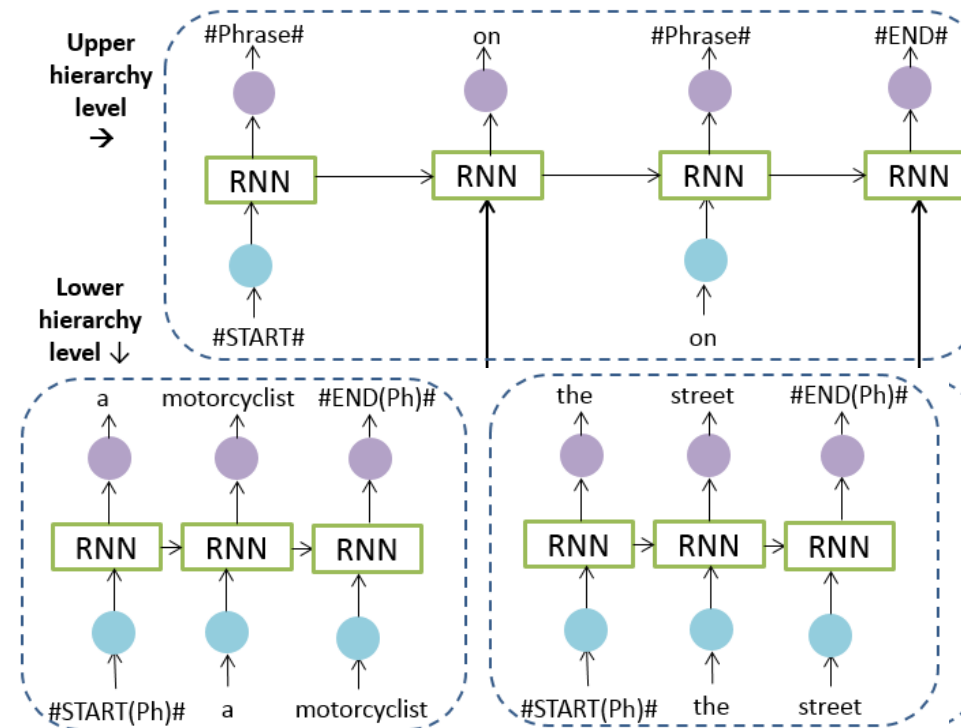 Upper
hierarchy
level
→
#Phrase# on #Phrase# #END#
RNN RNN RNN RNN
#START# on
Lower
hierarchy
level ↓
a motorcyclist #END(Ph)#
RNN RNN RNN
#START(Ph)# a motorcyclist
the street #END(Ph)#
RNN RNN RNN
#START(Ph)# the street